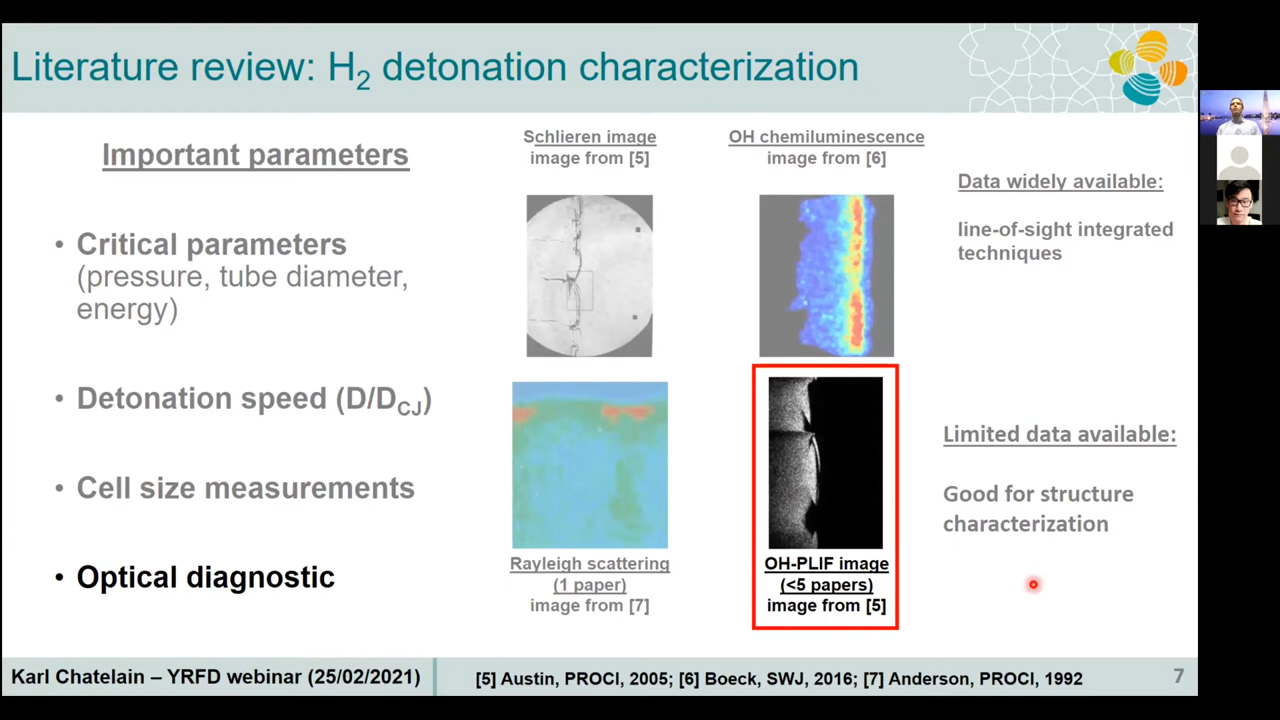 Literature review: H2 detonation characterization
Important parameters
• Critical parameters
(pressure, tube diameter,
energy)
• Detonation speed (D/DCJ)
• Cell size measurements
• Optical diagnostic
Schlieren image
image from [5]
OH chemiluminescence
image from [6]
Data widely available:
line-of-sight integrated
techniques
Rayleigh scattering
(1 paper)
image from [7]
OH-PLIF image
(<5 papers)
image from [5]
Limited data available:
Good for structure
characterization
Karl Chatelain – YRFD webinar (25/02/2021)
[5] Austin, PROCI, 2005; [6] Boeck, SWJ, 2016; [7] Anderson, PROCI, 1992
7